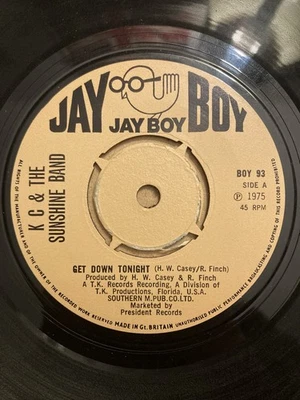 JAY BOY
JAY BOY
K C & THE
SUNSHINE BAND
BOY 93
SIDE A
Ⓟ 1975
45 RPM
GET DOWN TONIGHT (H. W. Casey/R. Finch)
Produced by H. W. Casey & R. Finch
A T.K. Records Recording, A Division of
T.K. Productions, Florida, U.S.A.
SOUTHERN M.PUB.CO.LTD.
Marketed by
President Records
ALL RIGHTS OF THE MANUFACTURER AND OF THE OWNER OF THE RECORDED WORK RESERVED
MADE IN Gt. BRITAIN
UNAUTHORISED PUBLIC PERFORMANCE BROADCASTING AND COPYING OF THIS RECORD PROHIBITED